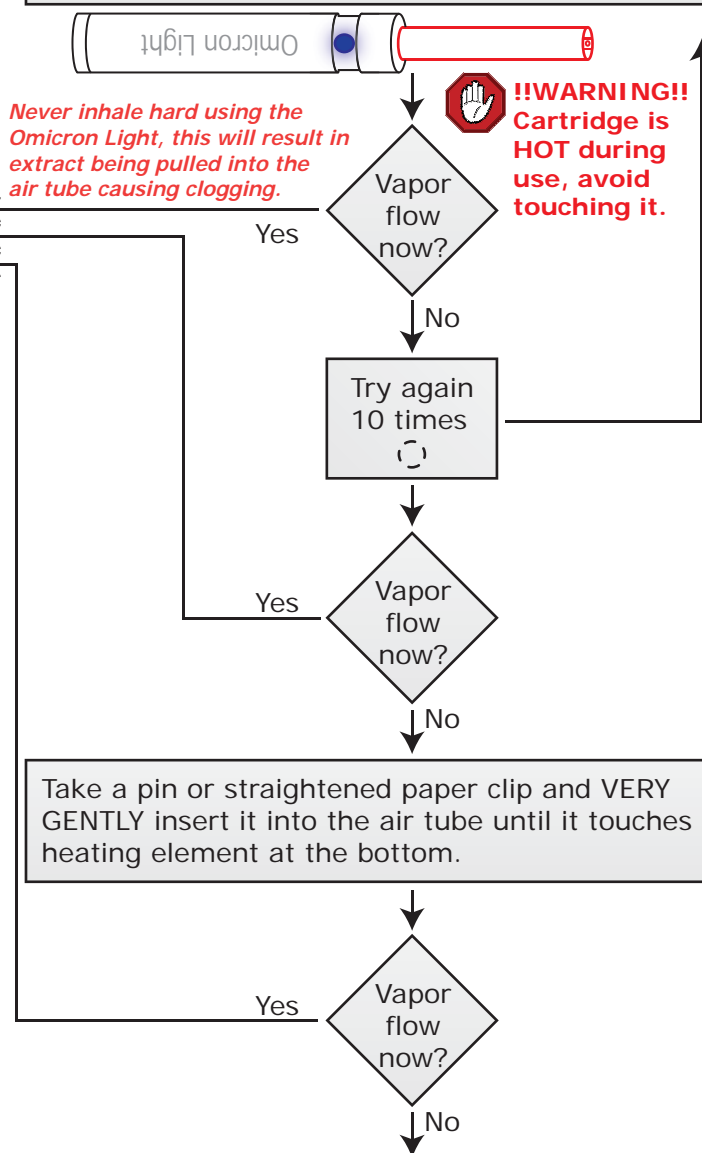 Omicron Light
Never inhale hard using the
Omicron Light, this will result in
extract being pulled into the
air tube causing clogging.
!!WARNING!!
Cartridge is
HOT during
use, avoid
touching it.
Vapor
flow
now?
Yes
No
Try again
10 times
Vapor
flow
now?
Yes
No
Take a pin or straightened paper clip and VERY
GENTLY insert it into the air tube until it touches
heating element at the bottom.
Vapor
flow
now?
Yes
No